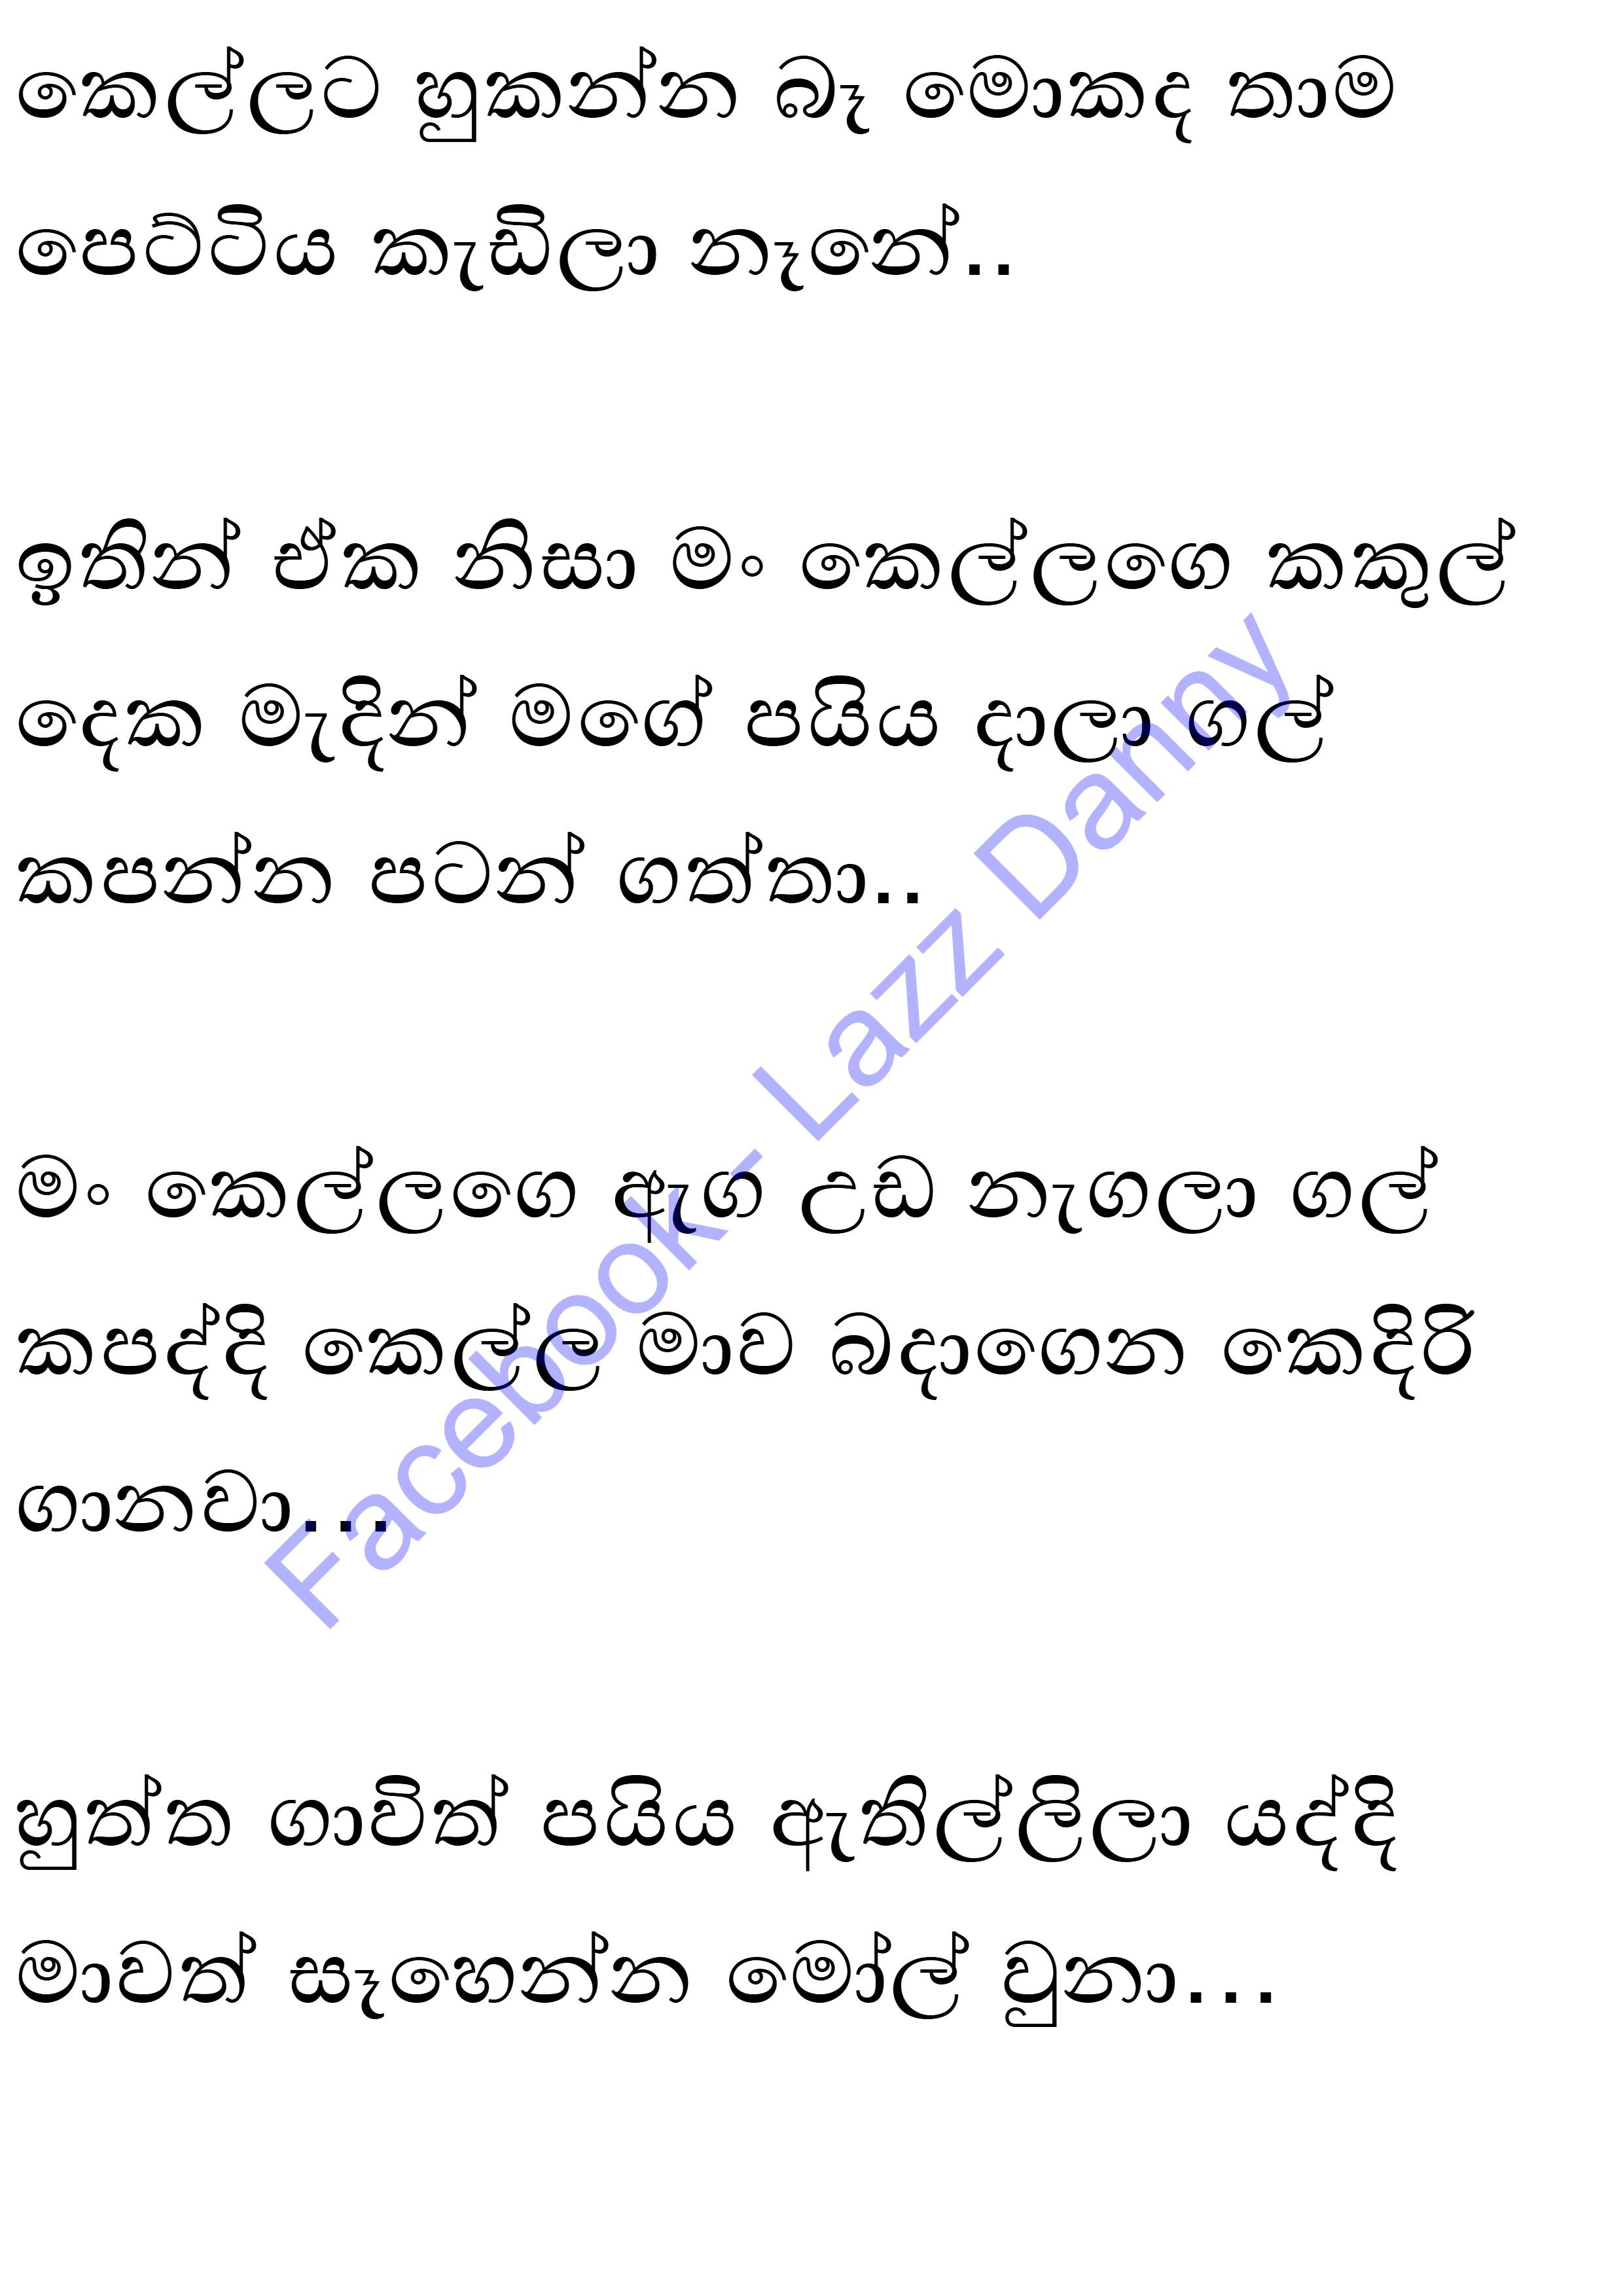 කෙල්ලට හුකන්න බෑ මොකද තාම
පෙට්ටිය කැඩිලා නෑනේ..
ඉතින් ඒක නිසා මං කෙල්ලගෙ කකුල්
දෙක මැදින් මගේ පයිය දාලා ගල්
කපන්න පටන් ගත්තා..
මං කෙල්ලගෙ ඇග උඩ නැගලා ගල්
කපද්දි කෙල්ල මාව බදාගෙන කෙදිරි
ගානවා...
හුත්ත ගාවින් පයිය ඇතිල්ලිලා යද්දි
මාවත් සෑහෙන්න මෝල් වුනා...
Facebook- Lazz Danny